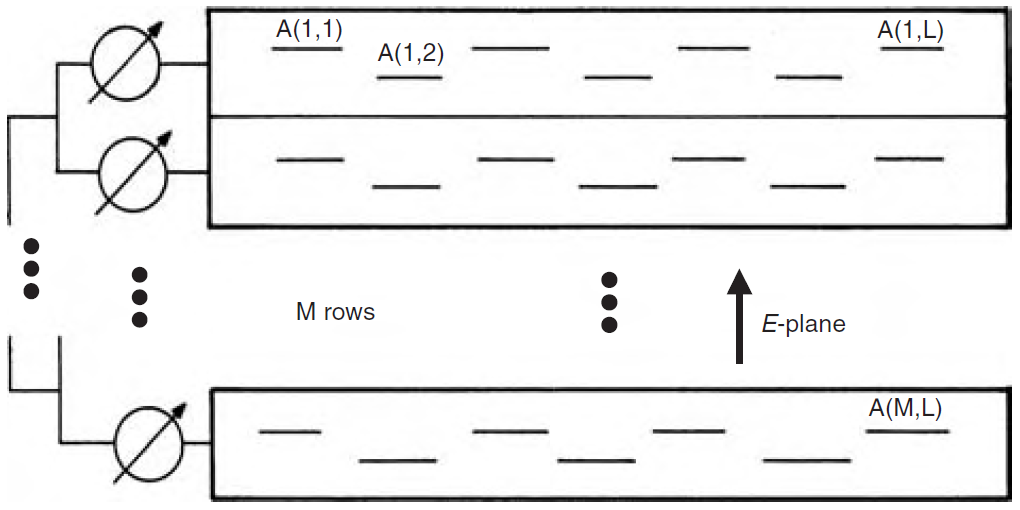 A(1,1)
A(1,2)
A(1,L)
M rows
E-plane
A(M,L)